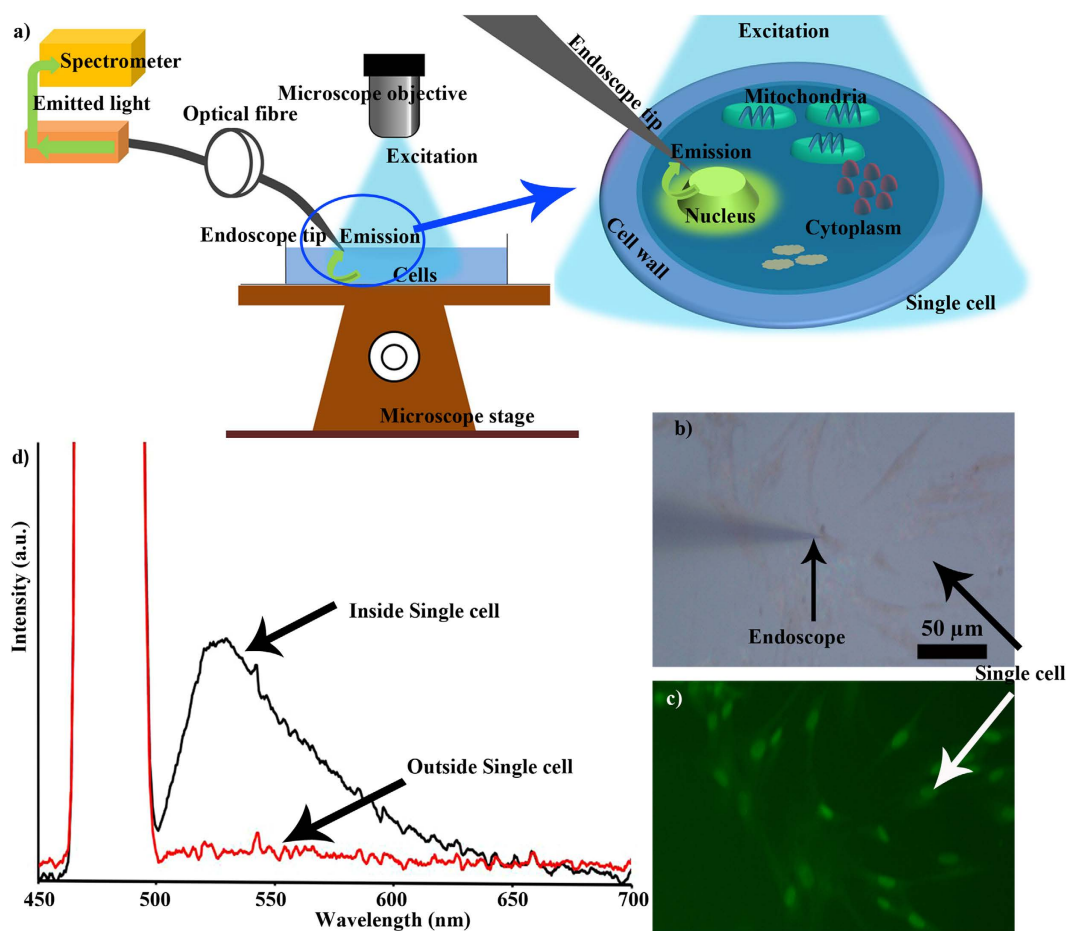 a)
Spectrometer
Emitted light
Optical fibre
Microscope objective
Excitation
Endoscope tip
Emission
Cells
Microscope stage
Excitation
Endoscope tip
Mitochondria
Emission
Nucleus
Cytoplasm
Cell wall
Single cell
b)
Endoscope
50 µm
Single cell
c)
d)
Intensity (a.u.)
Inside Single cell
Outside Single cell
450 500 550 600 650 700
Wavelength (nm)